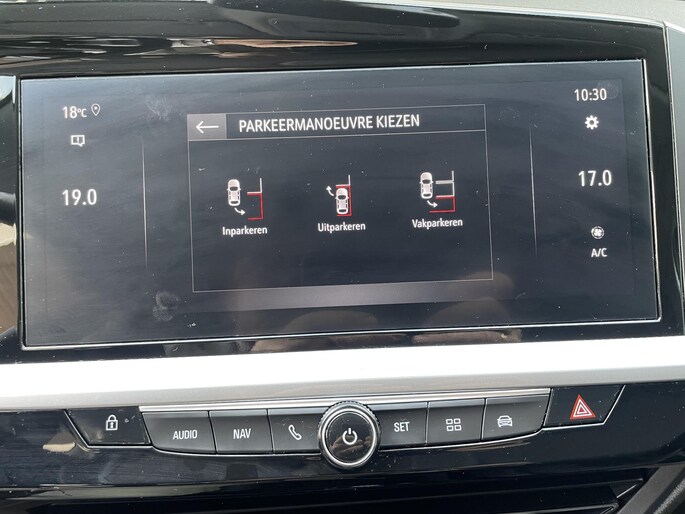 18°C
10:30
PARKEERMANOEUVRE KIEZEN
19.0
17.0
Inparkeren
Uitparkeren
Vakparkeren
A/C
AUDIO
NAV
SET